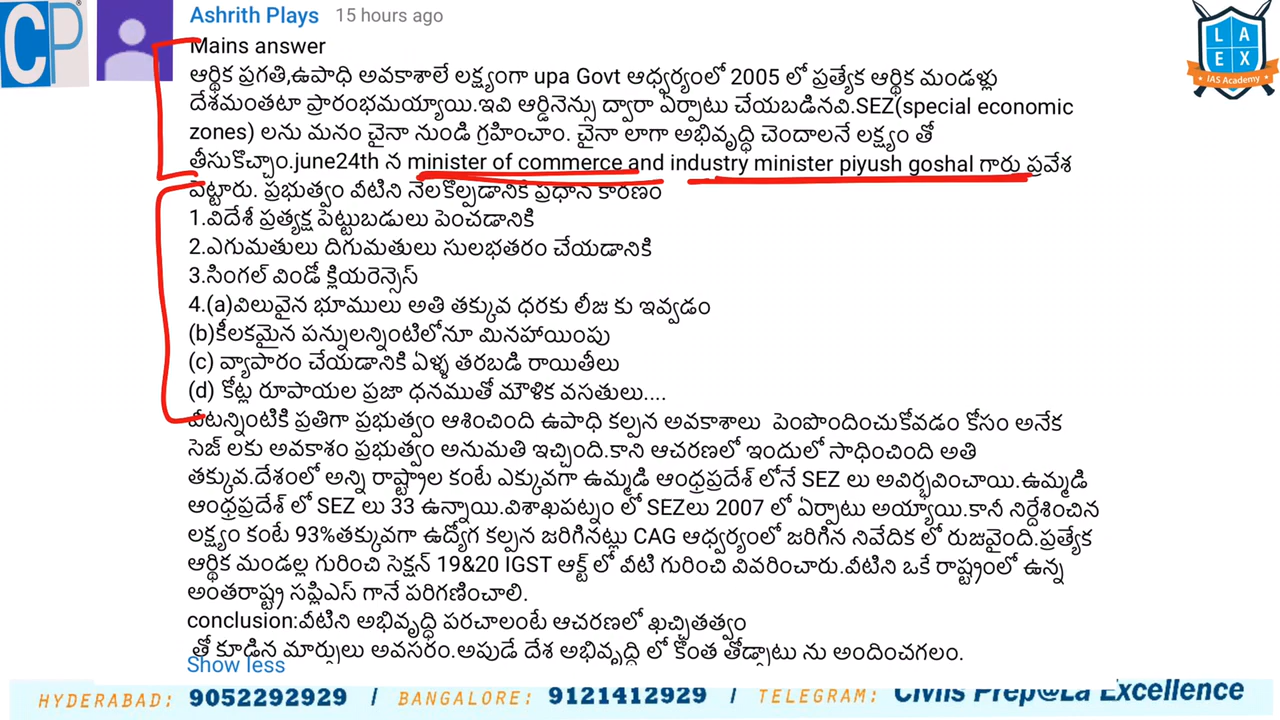 CP
Ashrith Plays 15 hours ago
LAEX
IAS Academy
Mains answer
ఆర్థిక ప్రగతి,ఉపాధి అవకాశాలే లక్ష్యంగా upa Govt ఆధ్వర్యంలో 2005 లో ప్రత్యేక ఆర్థిక మండళ్లు
దేశమంతటా ప్రారంభమయ్యాయి.ఇవి ఆర్డినెన్సు ద్వారా ఏర్పాటు చేయబడినవి.SEZ(special economic
zones) లను మనం చైనా నుండి గ్రహించాం. చైనా లాగా అభివృద్ధి చెందాలనే లక్ష్యం తో
తీసుకొచ్చాం.june24th న minister of commerce and industry minister piyush goshal గారు ప్రవేశ
పెట్టారు. ప్రభుత్వం వీటిని నెలకొల్పడానికి ప్రధాన కారణం
1.విదేశీ ప్రత్యక్ష పెట్టుబడులు పెంచడానికి
2.ఎగుమతులు దిగుమతులు సులభతరం చేయడానికి
3.సింగల్ విండో క్లియరెన్సెస్
4.(a)విలువైన భూములు అతి తక్కువ ధరకు లీజు కు ఇవ్వడం
(b)కీలకమైన పన్నులన్నింటిలోనూ మినహాయింపు
(c) వ్యాపారం చేయడానికి ఏళ్ళ తరబడి రాయితీలు
(d) కోట్ల రూపాయల ప్రజా ధనముతో మౌళిక వసతులు....
వీటన్నింటికి ప్రతిగా ప్రభుత్వం ఆశించింది ఉపాధి కల్పన అవకాశాలు పెంపొందించుకోవడం కోసం అనేక
సెజ్ లకు అవకాశం ప్రభుత్వం అనుమతి ఇచ్చింది.కాని ఆచరణలో ఇందులో సాధించింది అతి
తక్కువ.దేశంలో అన్ని రాష్ట్రాల కంటే ఎక్కువగా ఉమ్మడి ఆంధ్రప్రదేశ్ లోనే SEZ లు అవిర్భవించాయి.ఉమ్మడి
ఆంధ్రప్రదేశ్ లో SEZ లు 33 ఉన్నాయి.విశాఖపట్నం లో SEZలు 2007 లో ఏర్పాటు అయ్యాయి.కానీ నిర్దేశించిన
లక్ష్యం కంటే 93%తక్కువగా ఉద్యోగ కల్పన జరిగినట్లు CAG ఆధ్వర్యంలో జరిగిన నివేదిక లో రుజువైంది.ప్రత్యేక
ఆర్థిక మండల్ల గురించి సెక్షన్ 19&20 IGST ఆక్ట్ లో వీటి గురించి వివరించారు.వీటిని ఒకే రాష్ట్రంలో ఉన్న
అంతరాష్ట్ర సప్లిఎస్ గానే పరిగణించాలి.
conclusion:వీటిని అభివృద్ధి పరచాలంటే ఆచరణలో ఖచ్చితత్వం
తో కూడిన మార్పులు అవసరం.అపుడే దేశ అభివృద్ధి లో కొంత తోడ్పాటు ను అందించగలం.
Show less
HYDERABAD: 9052292929 / BANGALORE: 9121412929 / TELEGRAM: Civils Prep@La Excellence